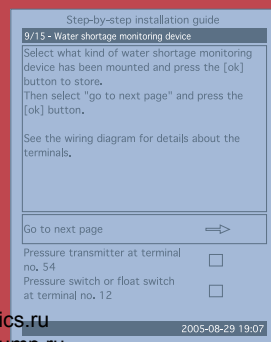 Step-by-step installation guide
9/15 - Water shortage monitoring device
Select what kind of water shortage monitoring
device has been mounted and press the [ok]
button to store.
Then select "go to next page" and press the
[ok] button.
See the wiring diagram for details about the
terminals.
Go to next page
Pressure transmitter at terminal
no. 54
Pressure switch or float switch
at terminal no. 12
ics.ru
2005-08-29 19:07